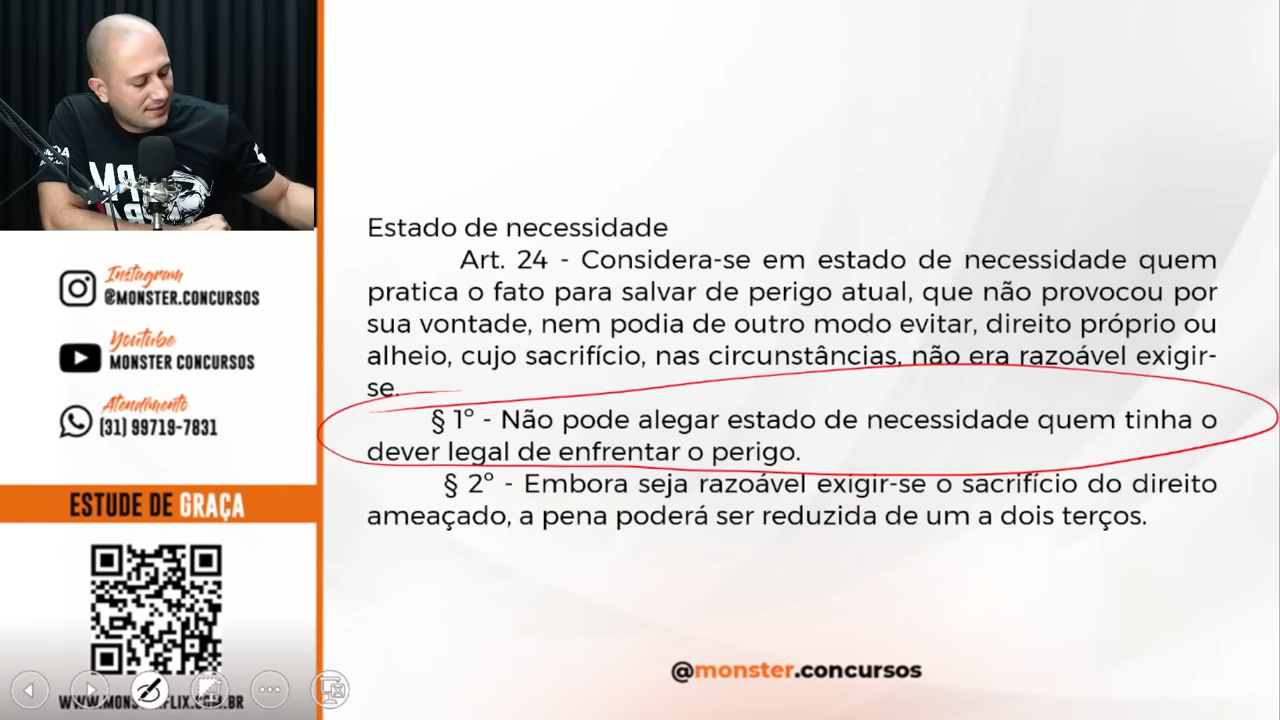 Instagram
@MONSTER.CONCURSOS
Youtube
MONSTER CONCURSOS
Atendimento
(31) 99719-7831
ESTUDE DE GRAÇA
Estado de necessidade
Art. 24 - Considera-se em estado de necessidade quem
pratica o fato para salvar de perigo atual, que não provocou por
sua vontade, nem podia de outro modo evitar, direito próprio ou
alheio, cujo sacrifício, nas circunstâncias, não era razoável exigir-
se.
§ 1º - Não pode alegar estado de necessidade quem tinha o
dever legal de enfrentar o perigo.
§ 2º - Embora seja razoável exigir-se o sacrifício do direito
ameaçado, a pena poderá ser reduzida de um a dois terços.
@monster.concursos